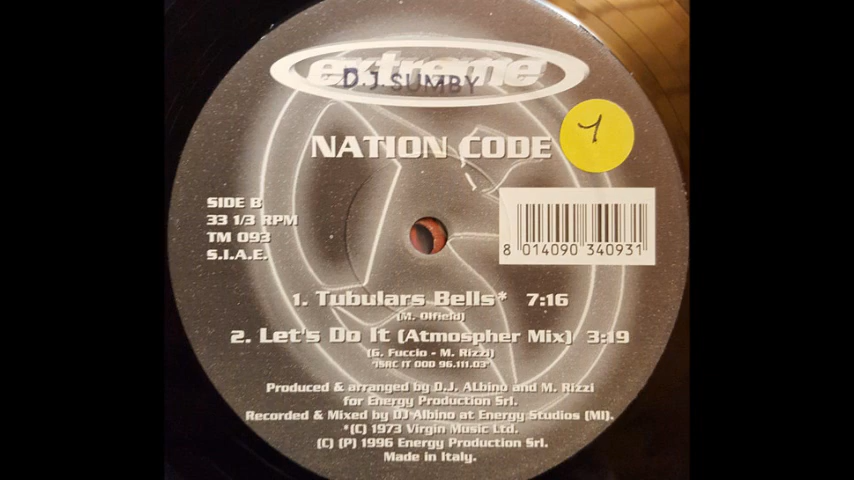 extreme
D.J. SUMBY
NATION CODE
1
SIDE B
33 1/3 RPM
TM 093
S.I.A.E.
8 014090 340931
1. Tubulars Bells* 7:16
(M. Olfield)
2. Let's Do It (Atmospher Mix) 3:19
(G. Fuccio - M. Rizzi)
"ISRC IT 00D 96.111.03"
Produced & arranged by D.J. ALbino and M. Rizzi
for Energy Production Srl.
Recorded & Mixed by DJ Albino at Energy Studios (MI).
*(C) 1973 Virgin Music Ltd.
(C) (P) 1996 Energy Production Srl.
Made in Italy.